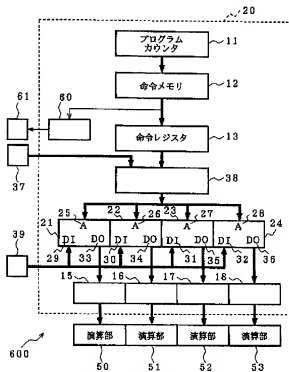 20
プログラム
カウンタ
11
命令メモリ
12
61
60
命令レジスタ
13
37
38
25 22 26 23 27 28
A A A A
21 24
DI DO DI DO DI DO DI DO
39
29 33 30 34 31 35 32 36
15 16 17 18
600
演算部 演算部 演算部 演算部
50 51 52 53